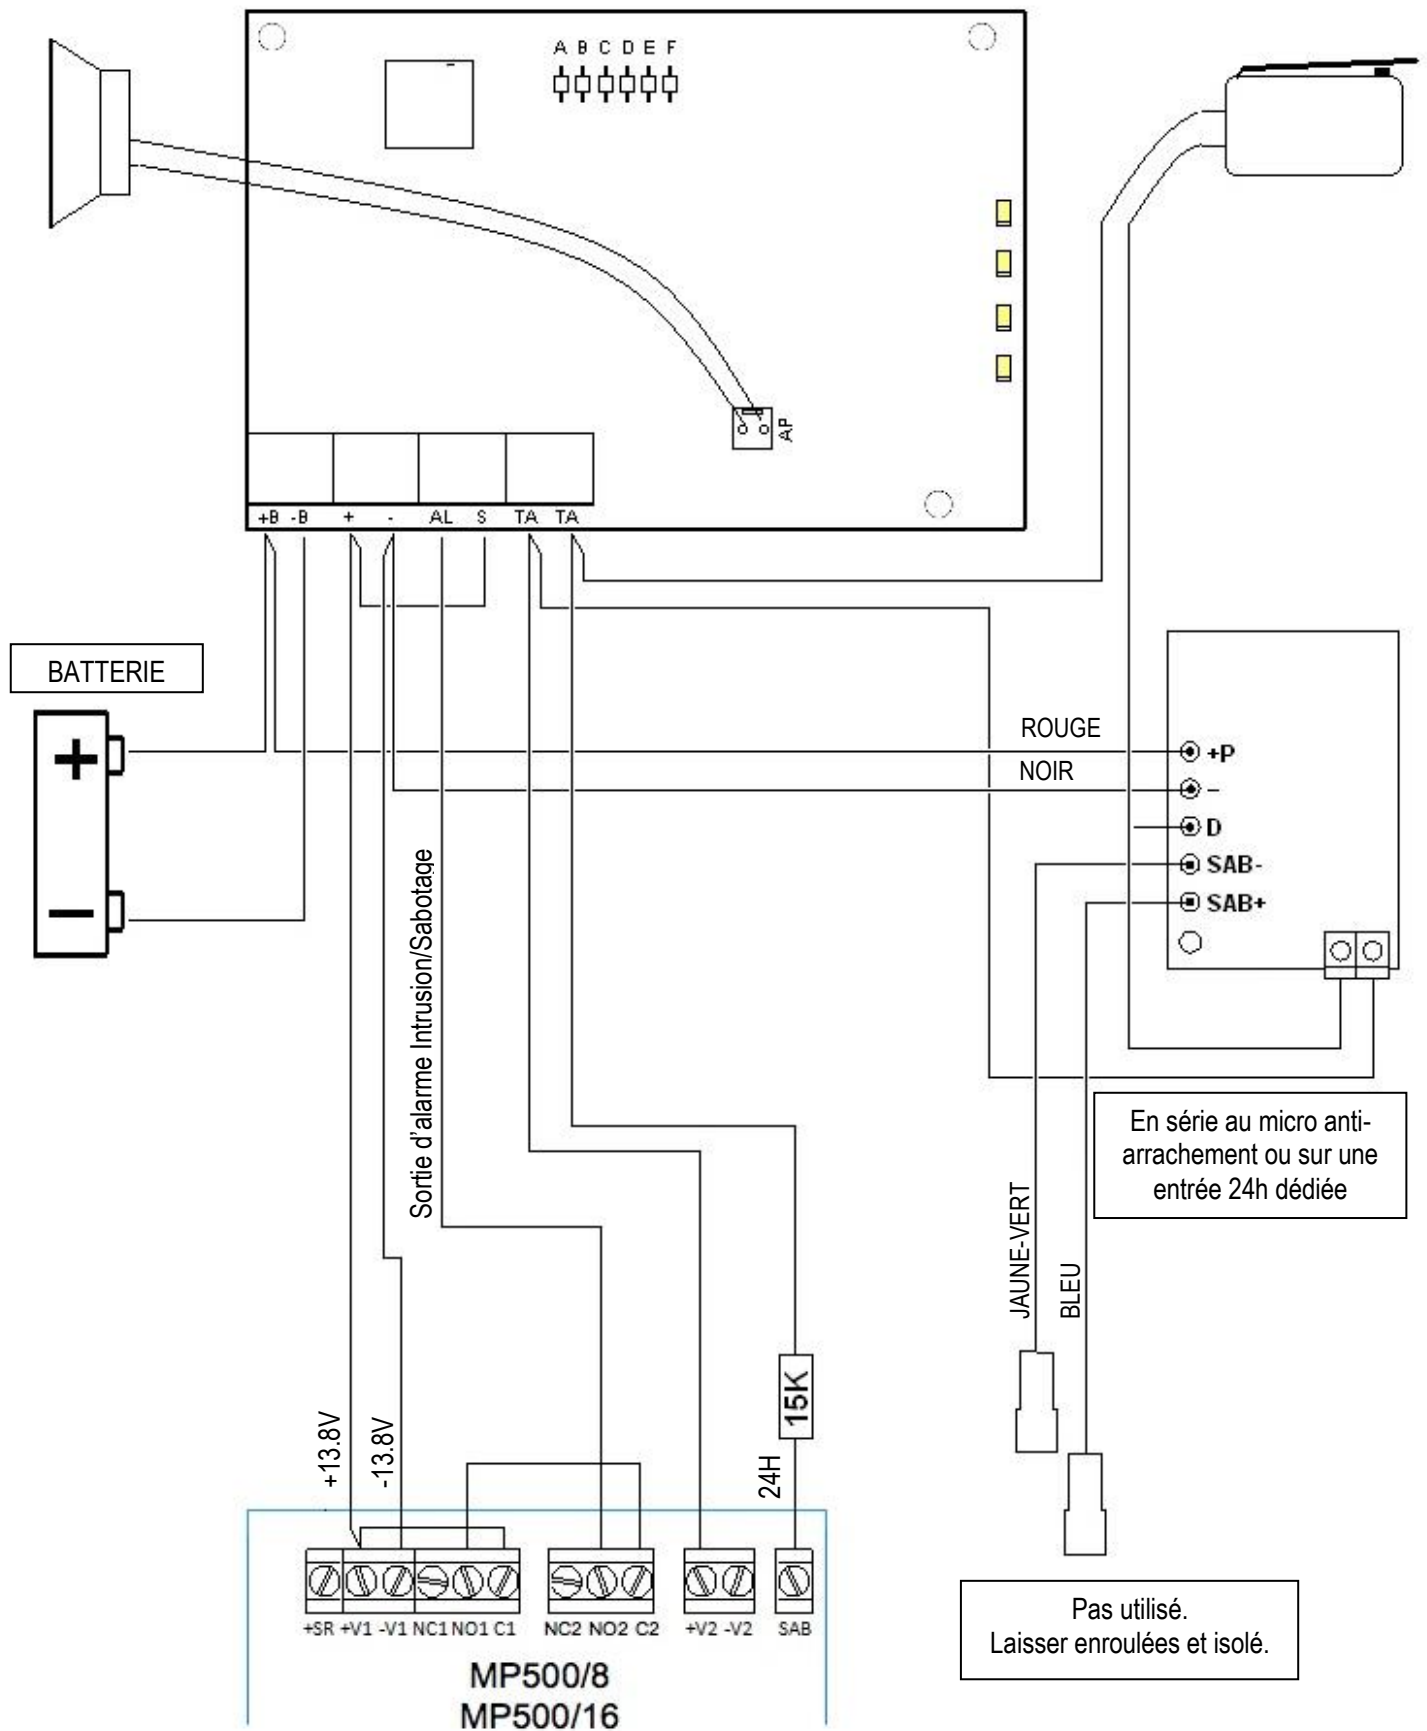 A B C D E F
AP
+B -B + - AL S TA TA
BATTERIE
+
−
ROUGE
NOIR
+P
−
D
SAB-
SAB+
Sortie d'alarme Intrusion/Sabotage
En série au micro anti-
arrachement ou sur une
entrée 24h dédiée
JAUNE-VERT
BLEU
15K
24H
+13.8V
-13.8V
+SR +V1 -V1 NC1 NO1 C1
NC2 NO2 C2
+V2 -V2
SAB
Pas utilisé.
Laisser enroulées et isolé.
MP500/8
MP500/16